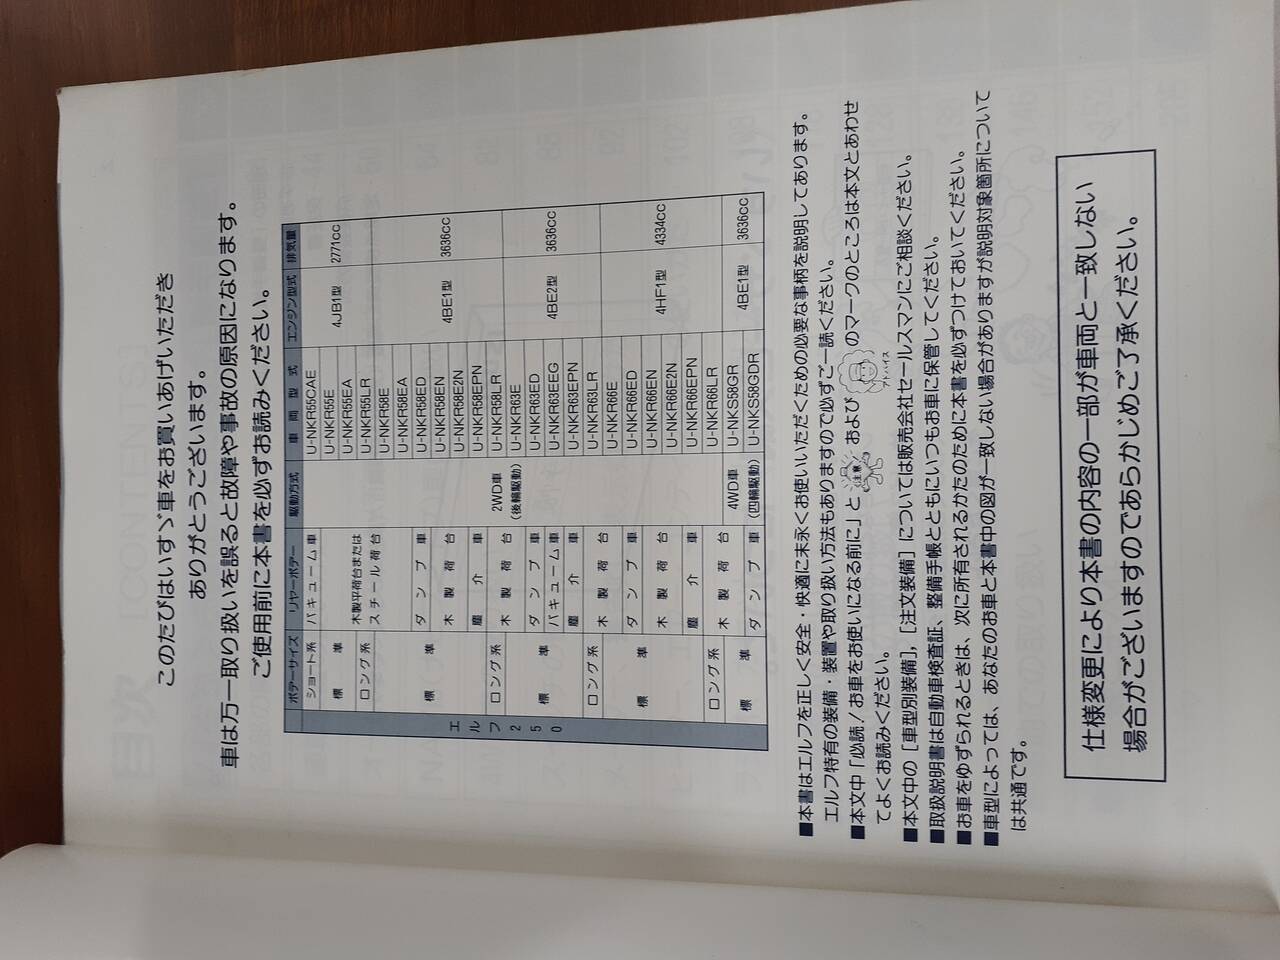 このたびはいすゞ車をお買いあげいただき
ありがとうございます。
車は万一取り扱いを誤ると故障や事故の原因になります。
ご使用前に本書を必ずお読みください。
ボデーサイズ リヤーボデー 駆動方式 車両型式 エンジン型式 排気量
エルフ250
ショート系 バキューム車 U-NKR55CAE
標準 木製平荷台または U-NKR55E 4JB1型 2771cc
スチール荷台 U-NKR55EA
ロング系 U-NKR55LR
U-NKR58E
U-NKR58EA
標準 ダンプ車 U-NKR58ED
木製荷台 U-NKR58EN 4BE1型 3636cc
U-NKR58E2N
塵介車 U-NKR58EPN
ロング系 木製荷台 2WD車 U-NKR58LR
(後輪駆動) U-NKR63E
標準 ダンプ車 U-NKR63ED
バキューム車 U-NKR63EEG 4BE2型 3636cc
塵介車 U-NKR63EPN
ロング系 木製荷台 U-NKR63LR
U-NKR66E
ダンプ車 U-NKR66ED
標準 木製荷台 U-NKR66EN 4HF1型 4334cc
U-NKR66E2N
塵介車 U-NKR66EPN
ロング系 木製荷台 U-NKR66LR
標準 4WD車 U-NKS58GR 4BE1型 3636cc
ダンプ車 (四輪駆動) U-NKS58GDR
■本書はエルフを正しく安全・快適に末永くお使いいただくための必要な事柄を説明してあります。
エルフ特有の装備・装置や取り扱い方法もありますので必ずご一読ください。
■本文中「必読！お車をお使いになる前に」と 注意 および アドバイス のマークのところは本文とあわせ
てよくお読みください。
■本文中の［車型別装備］，［注文装備］については販売会社セールスマンにご相談ください。
■取扱説明書は自動車検査証、整備手帳とともにいつもお車に保管してください。
■お車をゆずられるときは、次に所有されるかたのために本書を必ずつけておいてください。
■車型によっては、あなたのお車と本書中の図が一致しない場合がありますが説明対象箇所について
は共通です。
仕様変更により本書の内容の一部が車両と一致しない
場合がございますのであらかじめご了承ください。